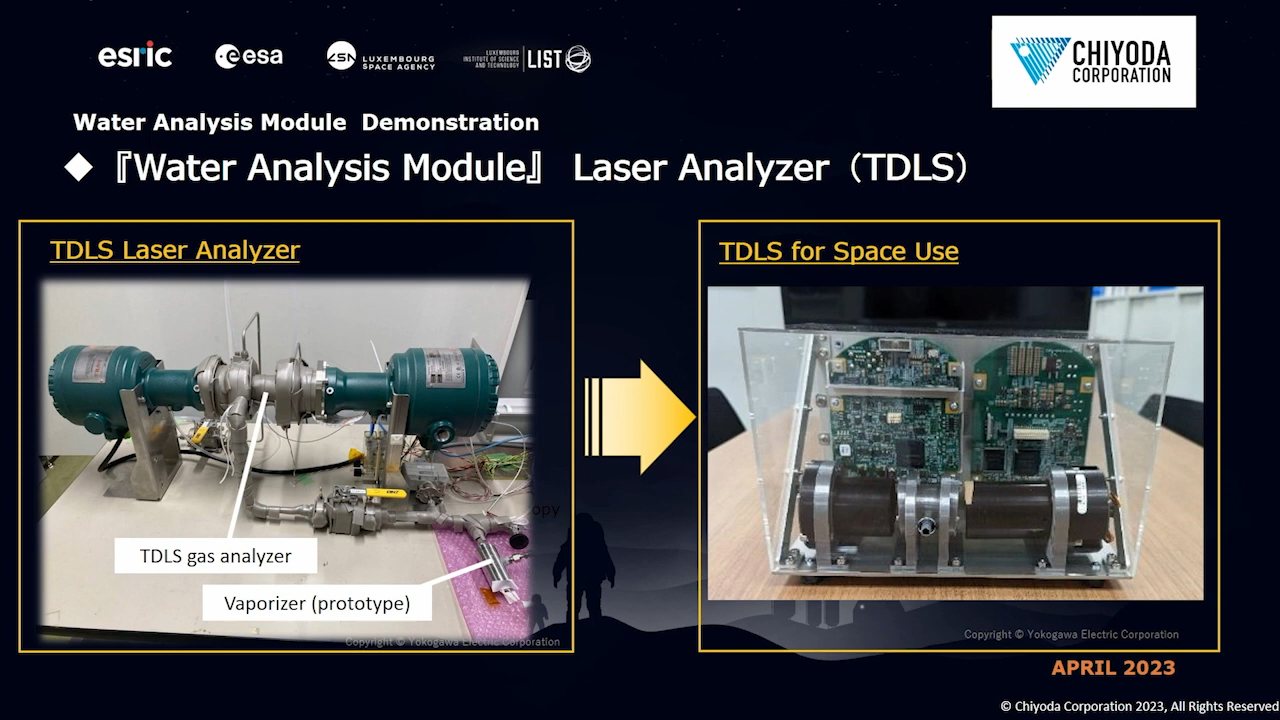 esric
esa
LSA LUXEMBOURG
SPACE AGENCY
LUXEMBOURG
INSTITUTE OF SCIENCE
AND TECHNOLOGY
LIST
CHIYODA
CORPORATION
Water Analysis Module Demonstration
◆『Water Analysis Module』 Laser Analyzer（TDLS）
TDLS Laser Analyzer
TDLS gas analyzer
Vaporizer (prototype)
opy
Copyright © Yokogawa Electric Corporation
TDLS for Space Use
Copyright © Yokogawa Electric Corporation
APRIL 2023
© Chiyoda Corporation 2023, All Rights Reserved